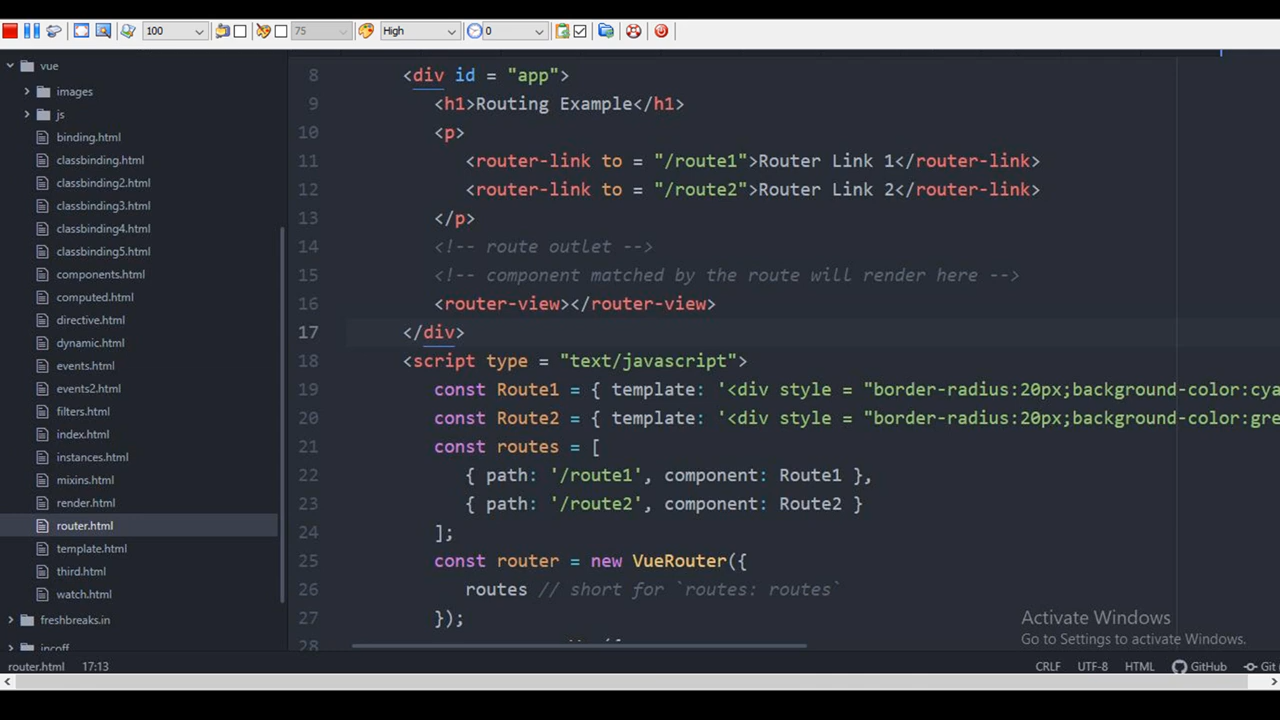 100
75
High
0
vue
images
js
binding.html
classbinding.html
classbinding2.html
classbinding3.html
classbinding4.html
classbinding5.html
components.html
computed.html
directive.html
dynamic.html
events.html
events2.html
filters.html
index.html
instances.html
mixins.html
render.html
router.html
template.html
third.html
watch.html
freshbreaks.in
8 <div id = "app">
9 <h1>Routing Example</h1>
10 <p>
11 <router-link to = "/route1">Router Link 1</router-link>
12 <router-link to = "/route2">Router Link 2</router-link>
13 </p>
14 <!-- route outlet -->
15 <!-- component matched by the route will render here -->
16 <router-view></router-view>
17 </div>
18 <script type = "text/javascript">
19 const Route1 = { template: '<div style = "border-radius:20px;background-color:cya
20 const Route2 = { template: '<div style = "border-radius:20px;background-color:gre
21 const routes = [
22 { path: '/route1', component: Route1 },
23 { path: '/route2', component: Route2 }
24 ];
25 const router = new VueRouter({
26 routes // short for `routes: routes`
27 });
28
Activate Windows
Go to Settings to activate Windows.
router.html 17:13
CRLF UTF-8 HTML GitHub Git